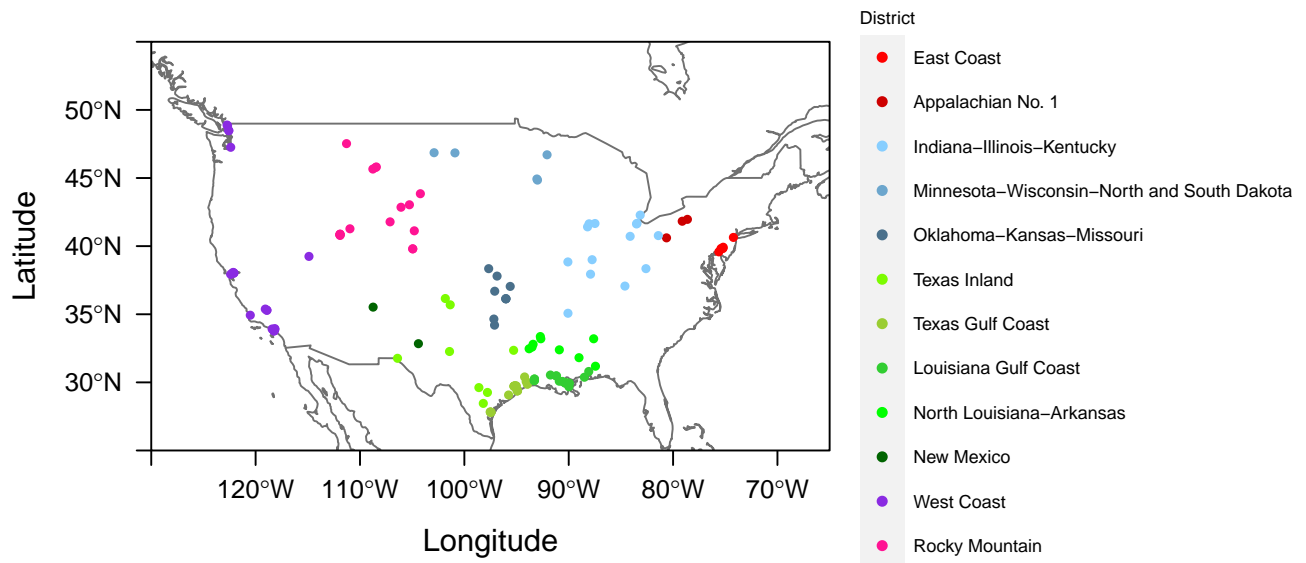 District
East Coast
Appalachian No. 1
Indiana−Illinois−Kentucky
Minnesota−Wisconsin−North and South Dakota
Oklahoma−Kansas−Missouri
Texas Inland
Texas Gulf Coast
Louisiana Gulf Coast
North Louisiana−Arkansas
New Mexico
West Coast
Rocky Mountain
Latitude
50°N
45°N
40°N
35°N
30°N
120°W 110°W 100°W 90°W 80°W 70°W
Longitude